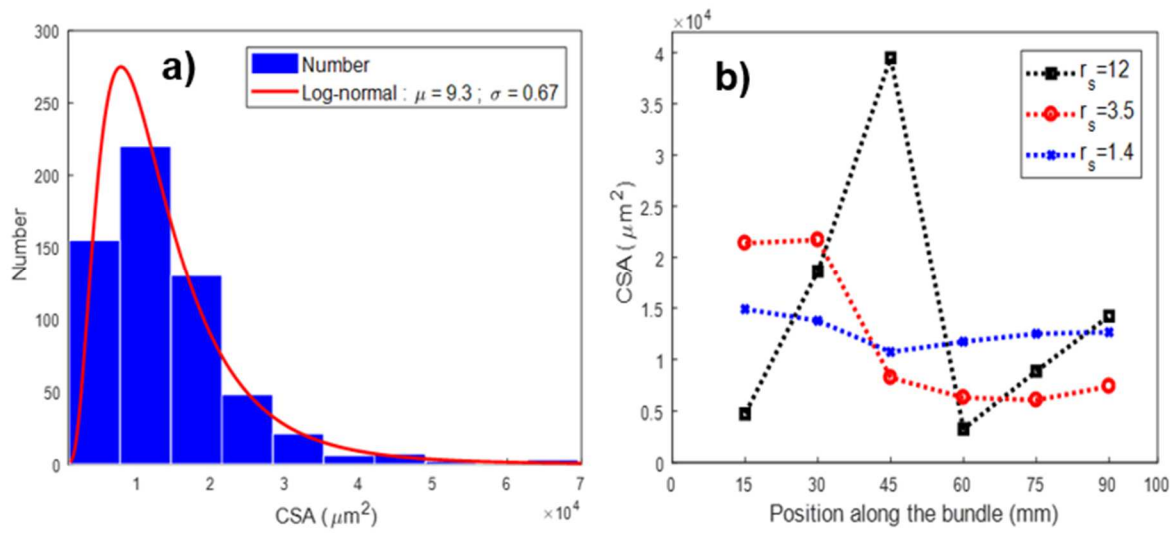 a)
300
250
200
150
100
50
0
Number
Number
Log-normal : μ = 9.3 ; σ = 0.67
1 2 3 4 5 6 7
×10⁴
CSA ( μm²)
b)
×10⁴
4
3.5
3
2.5
2
1.5
1
0.5
0
CSA ( μm²)
rₛ=12
rₛ=3.5
rₛ=1.4
0 15 30 45 60 75 90 100
Position along the bundle (mm)